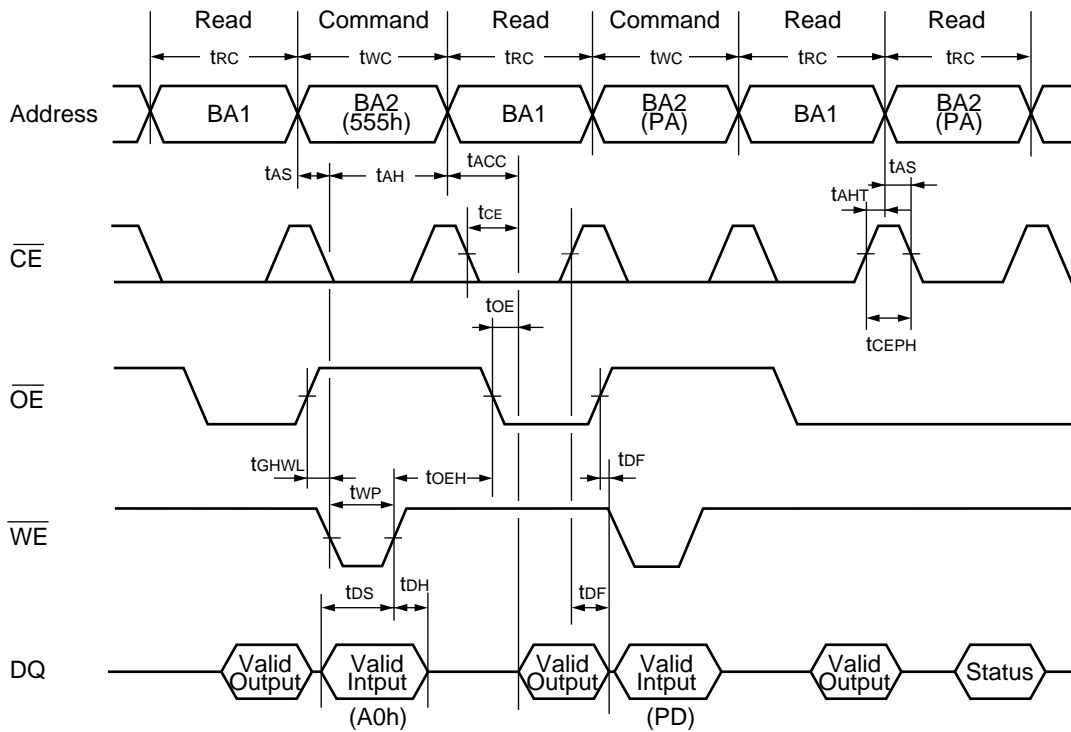 Read Command Read Command Read Read
tRC tWC tRC tWC tRC tRC
Address BA1 BA2 (555h) BA1 BA2 (PA) BA1 BA2 (PA)
tAS tAH tACC tAS
tAHT
CE tCE
tOE
tCEPH
OE
tGHWL tOEH tDF
tWP
WE
tDS tDH tDF
DQ Valid Output Valid Intput Valid Output Valid Intput Valid Output Status
(A0h) (PD)